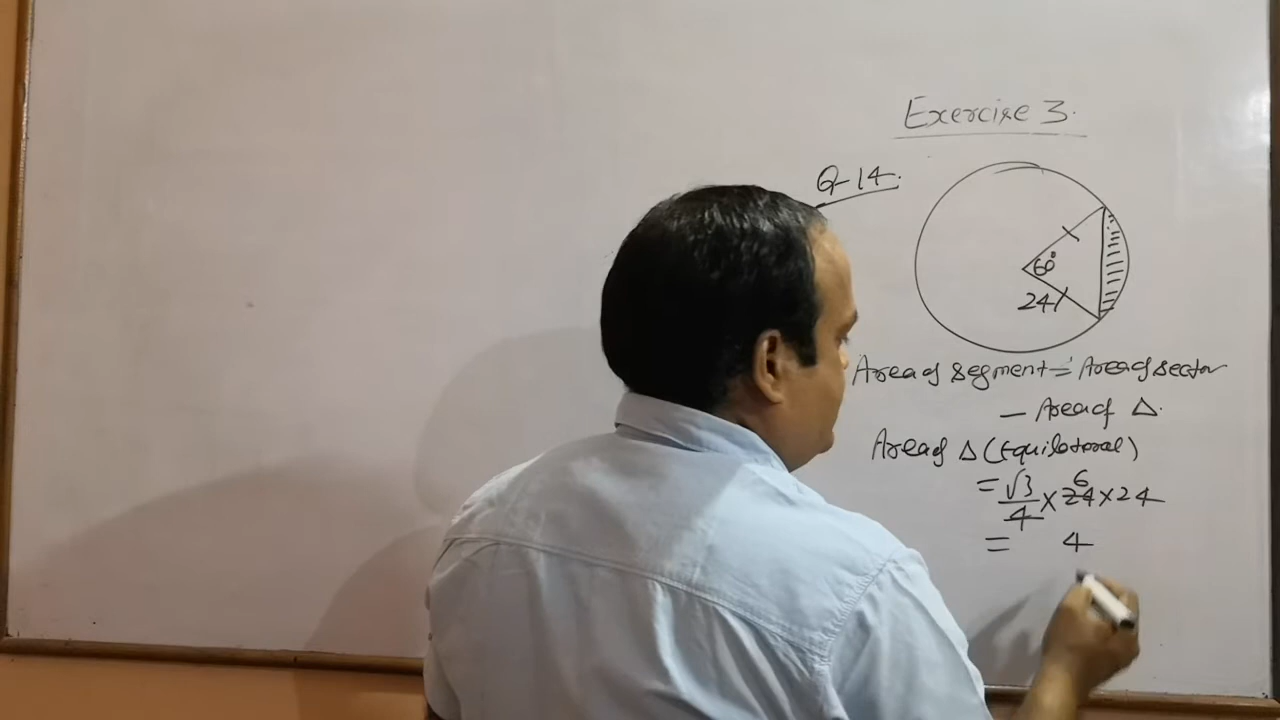 Exercise 3.
Q-14.
60°
24
Area of segment = Area of sector
- Area of Δ.
Area of Δ (Equilateral)
= √3/4 × 24 × 24
6
= 4